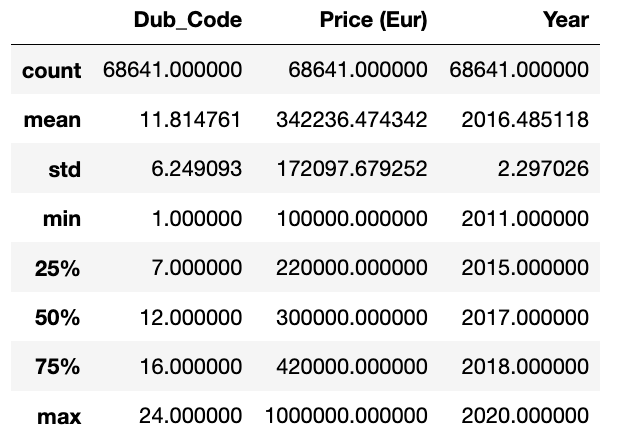 Dub_Code Price (Eur) Year
count 68641.000000 68641.000000 68641.000000
mean 11.814761 342236.474342 2016.485118
std 6.249093 172097.679252 2.297026
min 1.000000 100000.000000 2011.000000
25% 7.000000 220000.000000 2015.000000
50% 12.000000 300000.000000 2017.000000
75% 16.000000 420000.000000 2018.000000
max 24.000000 1000000.000000 2020.000000